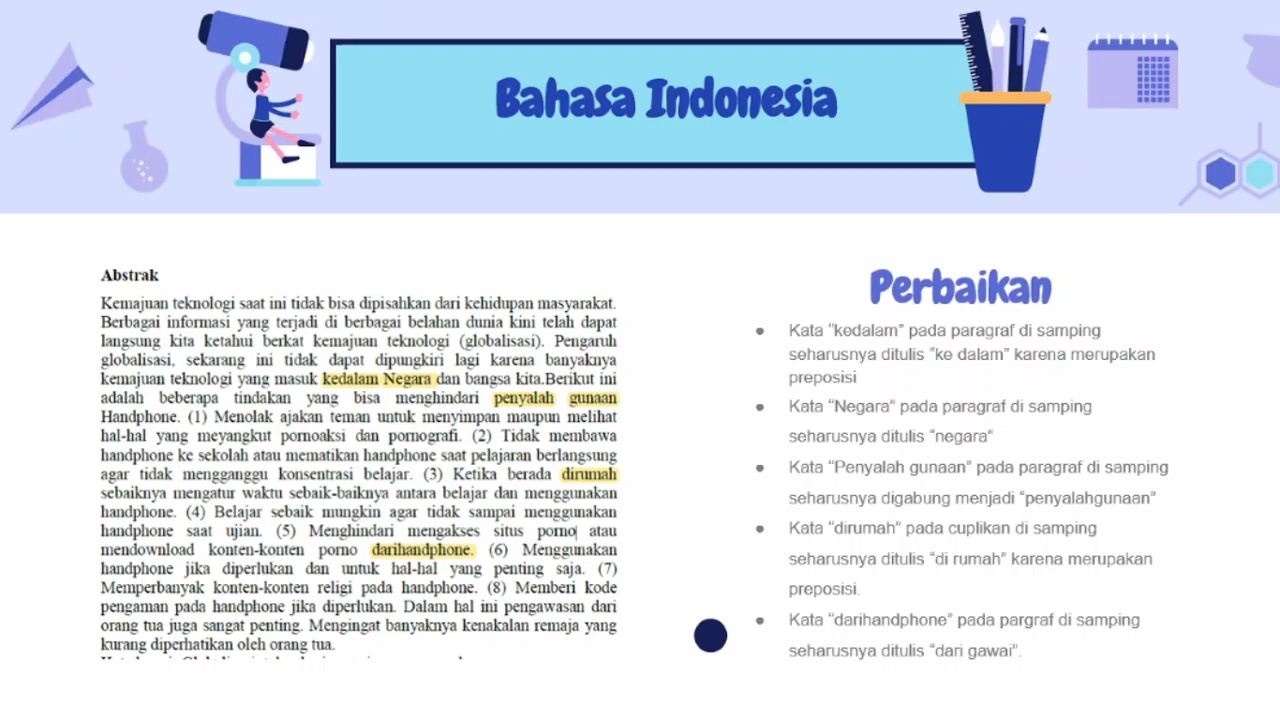 Bahasa Indonesia
Abstrak
Kemajuan teknologi saat ini tidak bisa dipisahkan dari kehidupan masyarakat.
Berbagai informasi yang terjadi di berbagai belahan dunia kini telah dapat
langsung kita ketahui berkat kemajuan teknologi (globalisasi). Pengaruh
globalisasi, sekarang ini tidak dapat dipungkiri lagi karena banyaknya
kemajuan teknologi yang masuk kedalam Negara dan bangsa kita.Berikut ini
adalah beberapa tindakan yang bisa menghindari penyalah gunaan
Handphone. (1) Menolak ajakan teman untuk menyimpan maupun melihat
hal-hal yang meyangkut pornoaksi dan pornografi. (2) Tidak membawa
handphone ke sekolah atau mematikan handphone saat pelajaran berlangsung
agar tidak mengganggu konsentrasi belajar. (3) Ketika berada dirumah
sebaiknya mengatur waktu sebaik-baiknya antara belajar dan menggunakan
handphone. (4) Belajar sebaik mungkin agar tidak sampai menggunakan
handphone saat ujian. (5) Menghindari mengakses situs porno atau
mendownload konten-konten porno darihandphone. (6) Menggunakan
handphone jika diperlukan dan untuk hal-hal yang penting saja. (7)
Memperbanyak konten-konten religi pada handphone. (8) Memberi kode
pengaman pada handphone jika diperlukan. Dalam hal ini pengawasan dari
orang tua juga sangat penting. Mengingat banyaknya kenakalan remaja yang
kurang diperhatikan oleh orang tua.
Perbaikan
● Kata “kedalam” pada paragraf di samping
seharusnya ditulis “ke dalam” karena merupakan
preposisi
● Kata “Negara” pada paragraf di samping
seharusnya ditulis “negara”
● Kata “Penyalah gunaan” pada paragraf di samping
seharusnya digabung menjadi “penyalahgunaan”
● Kata “dirumah” pada cuplikan di samping
seharusnya ditulis “di rumah” karena merupakan
preposisi.
● Kata “darihandphone” pada pargraf di samping
seharusnya ditulis “dari gawai”.